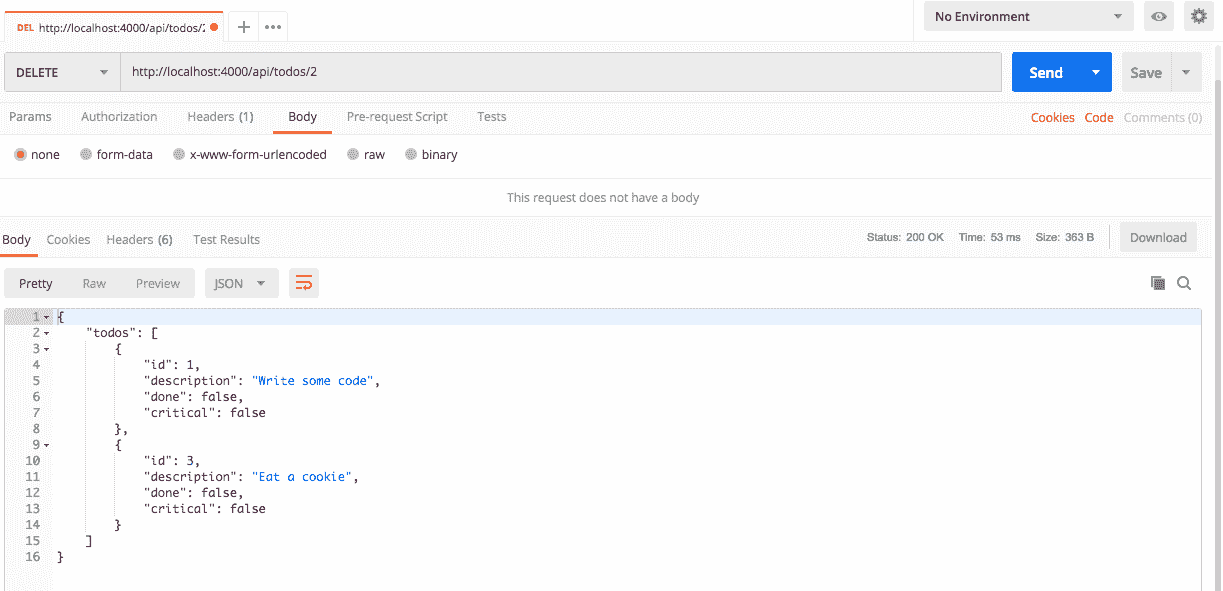 DEL http://localhost:4000/api/todos/2 + ••• No Environment
DELETE http://localhost:4000/api/todos/2 Send Save
Params Authorization Headers (1) Body Pre-request Script Tests Cookies Code Comments (0)
none form-data x-www-form-urlencoded raw binary
This request does not have a body
Body Cookies Headers (6) Test Results Status: 200 OK Time: 53 ms Size: 363 B Download
Pretty Raw Preview JSON
1 {
2 "todos": [
3 {
4 "id": 1,
5 "description": "Write some code",
6 "done": false,
7 "critical": false
8 },
9 {
10 "id": 3,
11 "description": "Eat a cookie",
12 "done": false,
13 "critical": false
14 }
15 ]
16 }